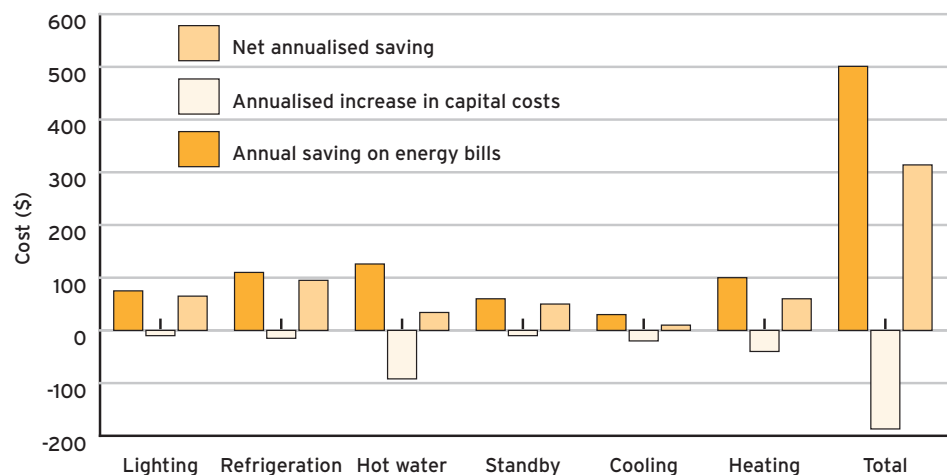 600
500
400
300
200
100
0
-100
-200
Cost ($)
Net annualised saving
Annualised increase in capital costs
Annual saving on energy bills
Lighting Refrigeration Hot water Standby Cooling Heating Total